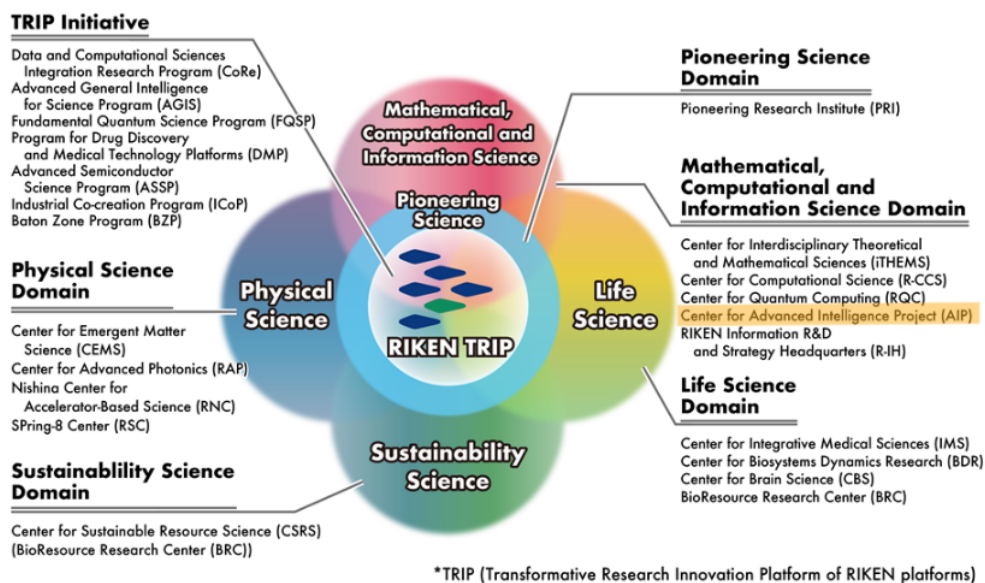 TRIP Initiative
Data and Computational Sciences
Integration Research Program (CoRe)
Advanced General Intelligence
for Science Program (AGIS)
Fundamental Quantum Science Program (FQSP)
Program for Drug Discovery
and Medical Technology Platforms (DMP)
Advanced Semiconductor
Science Program (ASSP)
Industrial Co-creation Program (ICoP)
Baton Zone Program (BZP)
Physical Science
Domain
Center for Emergent Matter
Science (CEMS)
Center for Advanced Photonics (RAP)
Nishina Center for
Accelerator-Based Science (RNC)
SPring-8 Center (RSC)
Sustainablility Science
Domain
Center for Sustainable Resource Science (CSRS)
(BioResource Research Center (BRC))
Mathematical,
Computational and
Information Science
Pioneering
Science
Physical
Science
Life
Science
RIKEN TRIP
Sustainability
Science
Pioneering Science
Domain
Pioneering Research Institute (PRI)
Mathematical,
Computational and
Information Science Domain
Center for Interdisciplinary Theoretical
and Mathematical Sciences (iTHEMS)
Center for Computational Science (R-CCS)
Center for Quantum Computing (RQC)
Center for Advanced Intelligence Project (AIP)
RIKEN Information R&D
and Strategy Headquarters (R-IH)
Life Science
Domain
Center for Integrative Medical Sciences (IMS)
Center for Biosystems Dynamics Research (BDR)
Center for Brain Science (CBS)
BioResource Research Center (BRC)
*TRIP (Transformative Research Innovation Platform of RIKEN platforms)